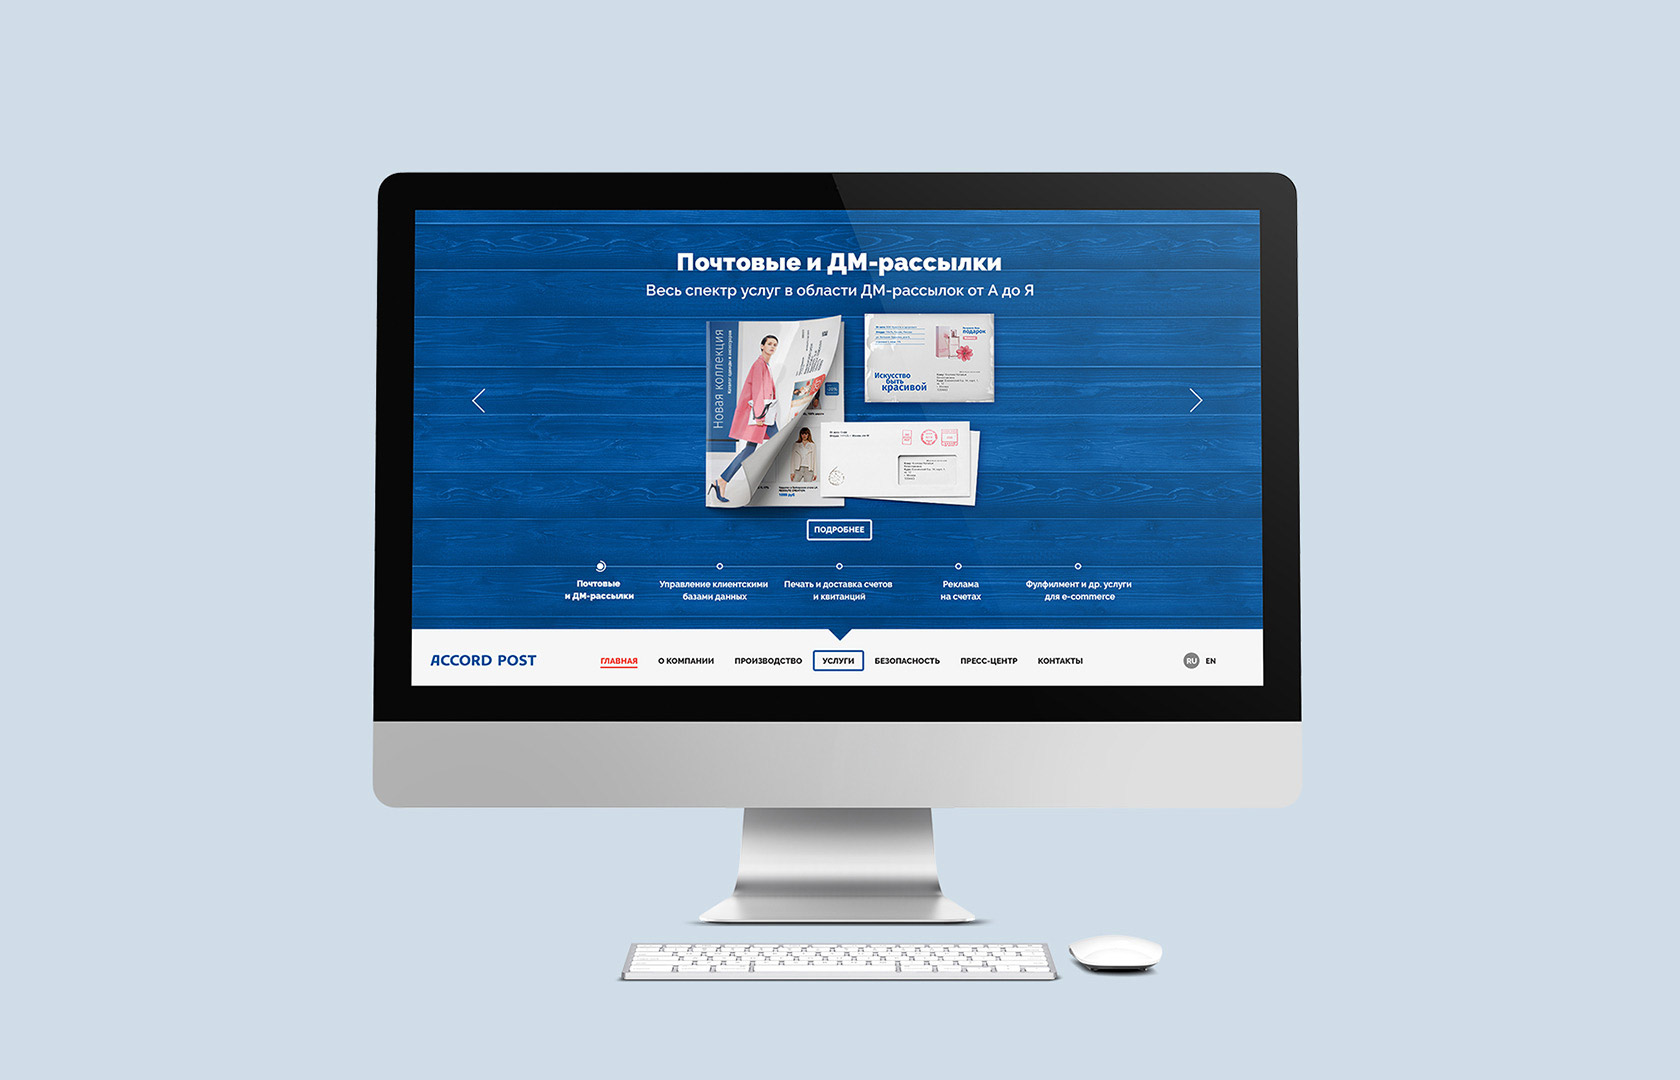 Почтовые и ДМ-рассылки
Весь спектр услуг в области ДМ-рассылок от А до Я
Новая коллекция
подарок
Искусство
быть
красивой
ПОДРОБНЕЕ
Почтовые
и ДМ-рассылки
Управление клиентскими
базами данных
Печать и доставка счетов
и квитанций
Реклама
на счетах
Фулфилмент и др. услуги
для e-commerce
ACCORD POST
ГЛАВНАЯ
О КОМПАНИИ
ПРОИЗВОДСТВО
УСЛУГИ
БЕЗОПАСНОСТЬ
ПРЕСС-ЦЕНТР
КОНТАКТЫ
RU
EN